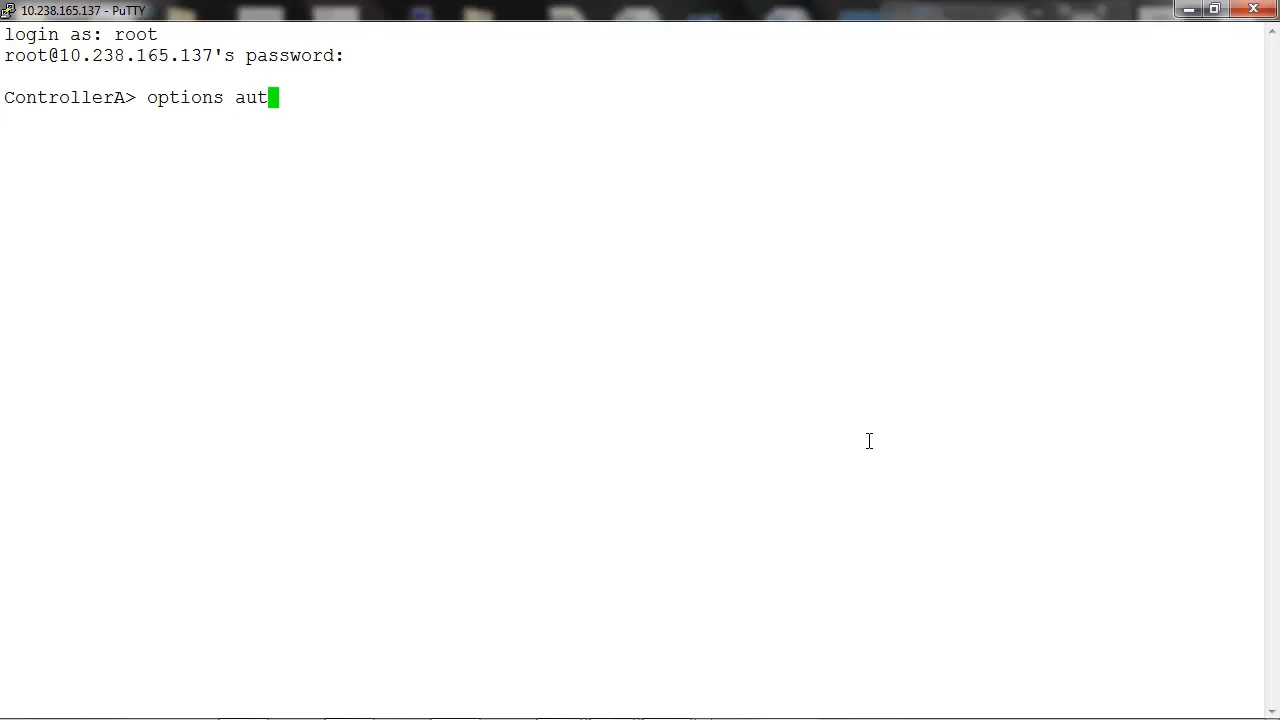 10.238.165.137 - PuTTY
login as: root
root@10.238.165.137's password:
ControllerA> options aut